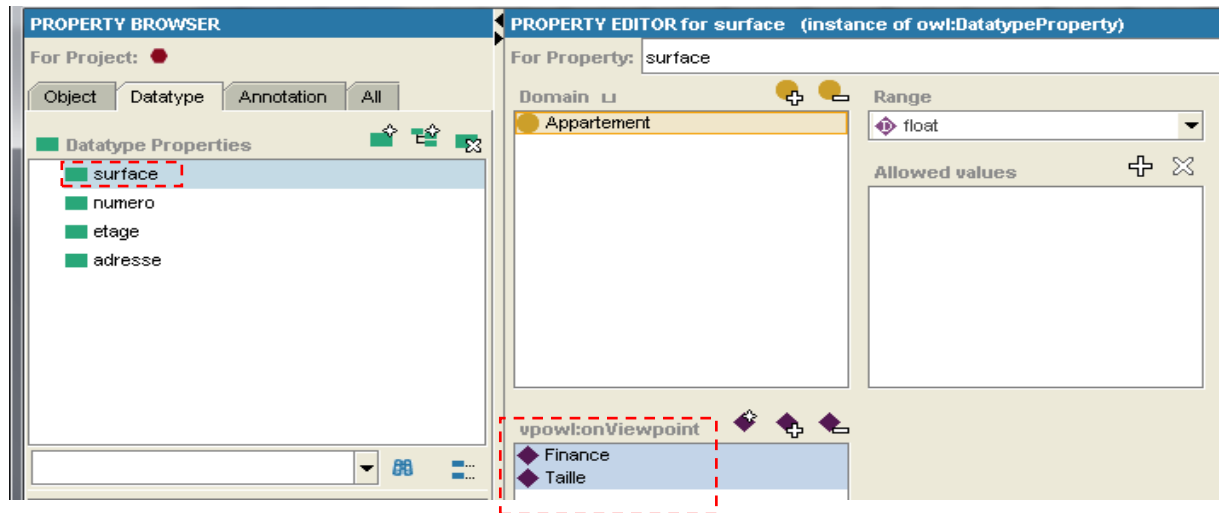 PROPERTY BROWSER
For Project:
Object Datatype Annotation All
Datatype Properties
surface
numero
etage
adresse
PROPERTY EDITOR for surface (instance of owl:DatatypeProperty)
For Property: surface
Domain ⊔
Appartement
Range
float
Allowed values
vpowl:onViewpoint
Finance
Taille